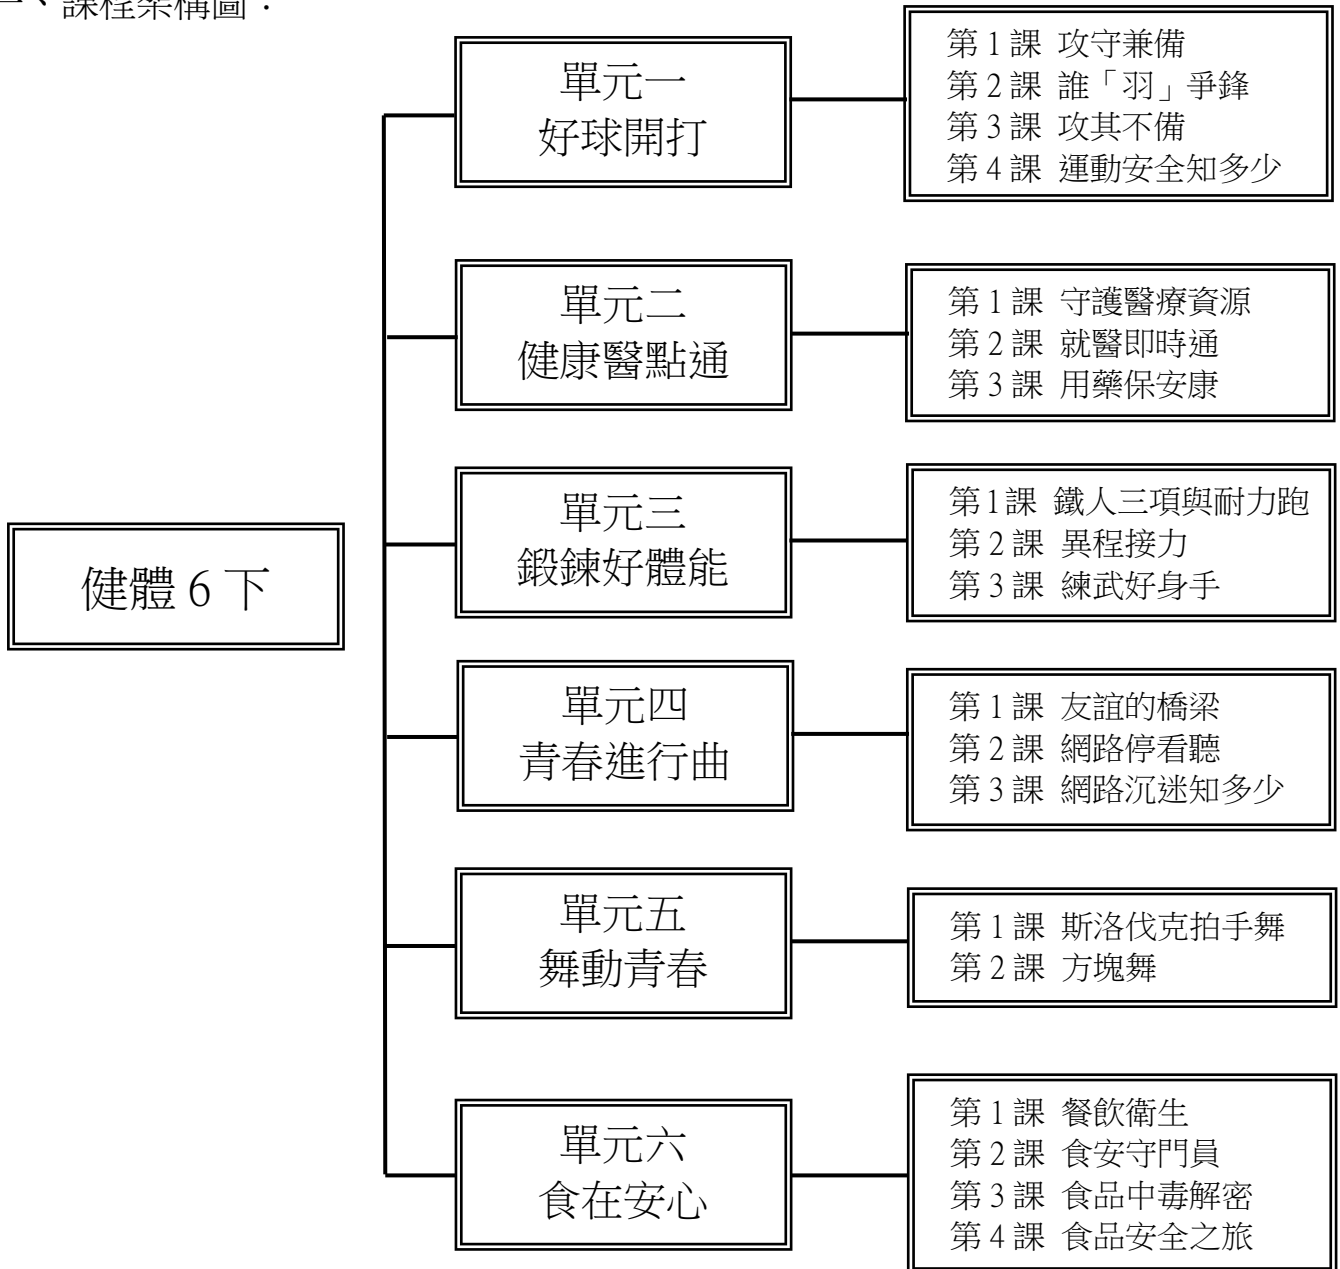 、課程架構圖：
健體 6 下
單元一
好球開打
第 1 課 攻守兼備
第 2 課 誰「羽」爭鋒
第 3 課 攻其不備
第 4 課 運動安全知多少
單元二
健康醫點通
第 1 課 守護醫療資源
第 2 課 就醫即時通
第 3 課 用藥保安康
單元三
鍛鍊好體能
第 1 課 鐵人三項與耐力跑
第 2 課 異程接力
第 3 課 練武好身手
單元四
青春進行曲
第 1 課 友誼的橋梁
第 2 課 網路停看聽
第 3 課 網路沉迷知多少
單元五
舞動青春
第 1 課 斯洛伐克拍手舞
第 2 課 方塊舞
單元六
食在安心
第 1 課 餐飲衛生
第 2 課 食安守門員
第 3 課 食品中毒解密
第 4 課 食品安全之旅